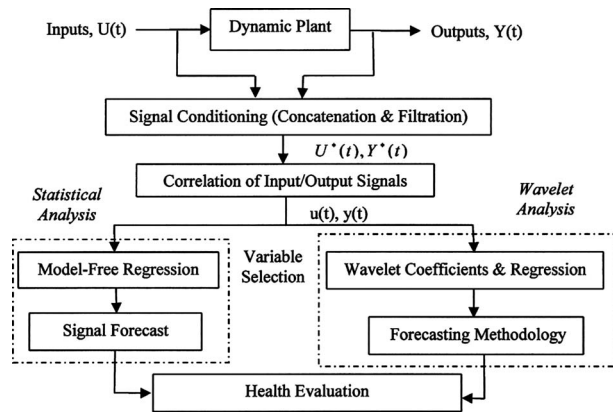 Inputs, U(t)
Dynamic Plant
Outputs, Y(t)
Signal Conditioning (Concatenation & Filtration)
U*(t), Y*(t)
Correlation of Input/Output Signals
Statistical
Analysis
u(t), y(t)
Wavelet
Analysis
Model-Free Regression
Variable
Selection
Wavelet Coefficients & Regression
Signal Forecast
Forecasting Methodology
Health Evaluation